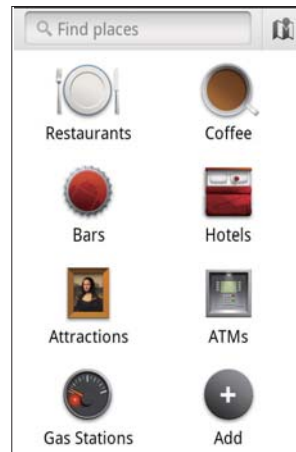 Find places
Restaurants
Coffee
Bars
Hotels
Attractions
ATMs
Gas Stations
Add